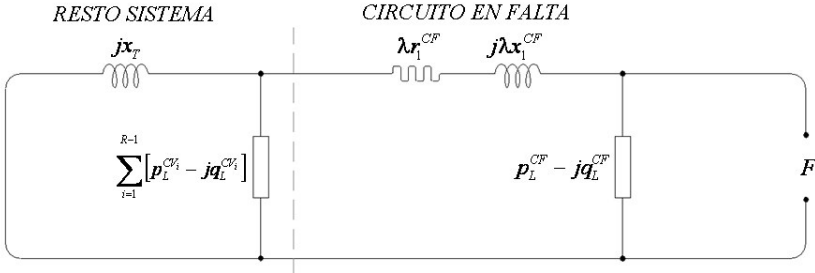 RESTO SISTEMA
CIRCUITO EN FALTA
jx_T
λr_1^CF
jλx_1^CF
∑_{i=1}^{R-1} [p_L^{CV_i} − jq_L^{CV_i}]
p_L^CF − jq_L^CF
F